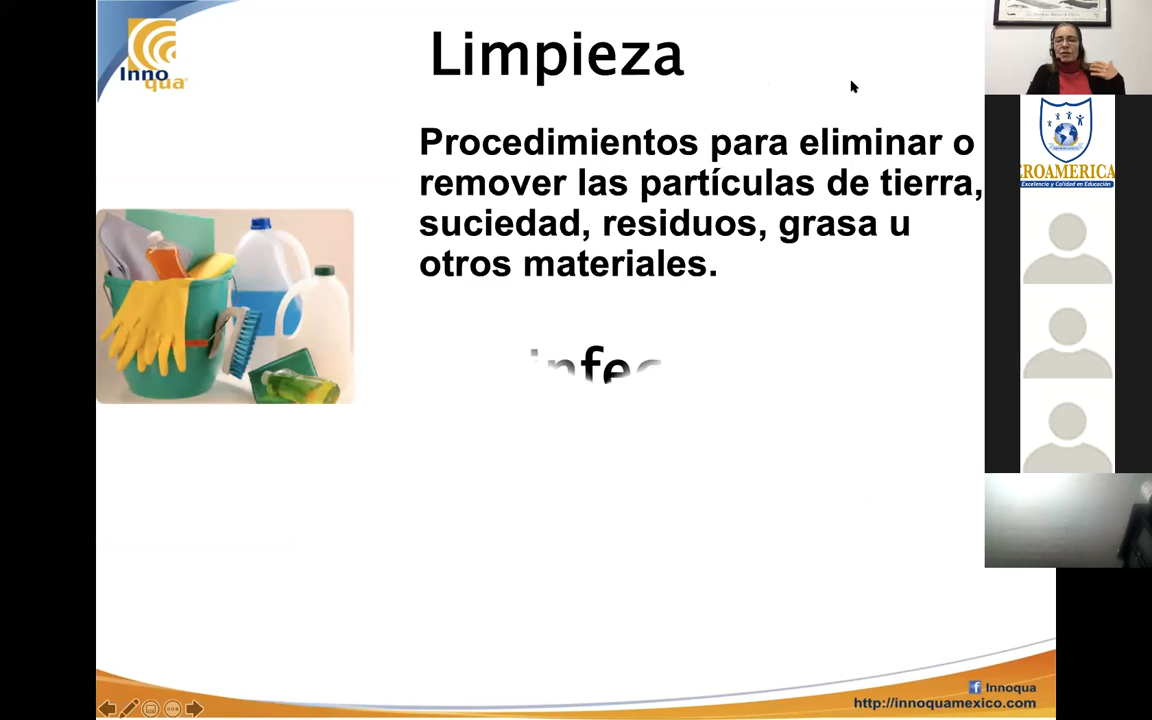 Inno
qua
Limpieza
Procedimientos para eliminar o
remover las partículas de tierra,
suciedad, residuos, grasa u
otros materiales.
Excelencia y Calidad en Educación
Innoqua
http://innoquamexico.com